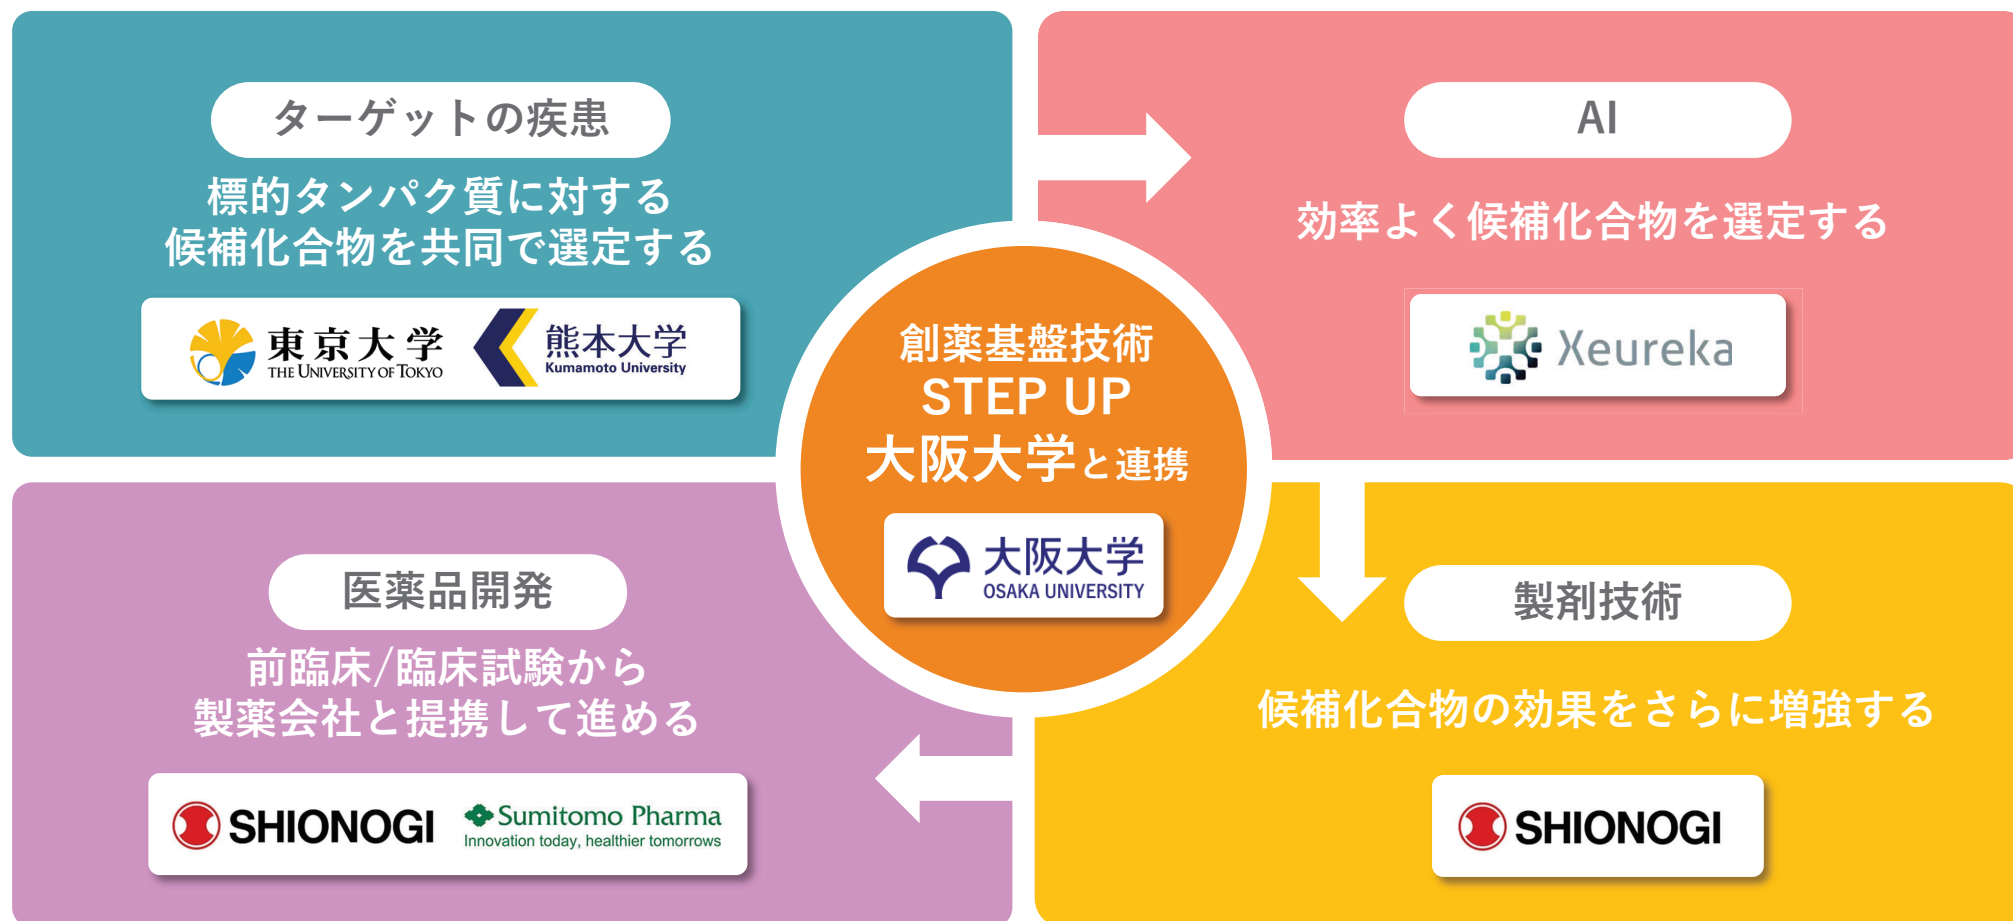 ターゲットの疾患
標的タンパク質に対する
候補化合物を共同で選定する
東京大学
THE UNIVERSITY OF TOKYO
熊本大学
Kumamoto University
AI
効率よく候補化合物を選定する
Xeureka
創薬基盤技術
STEP UP
大阪大学と連携
大阪大学
OSAKA UNIVERSITY
医薬品開発
前臨床/臨床試験から
製薬会社と提携して進める
SHIONOGI
Sumitomo Pharma
Innovation today, healthier tomorrows
製剤技術
候補化合物の効果をさらに増強する
SHIONOGI